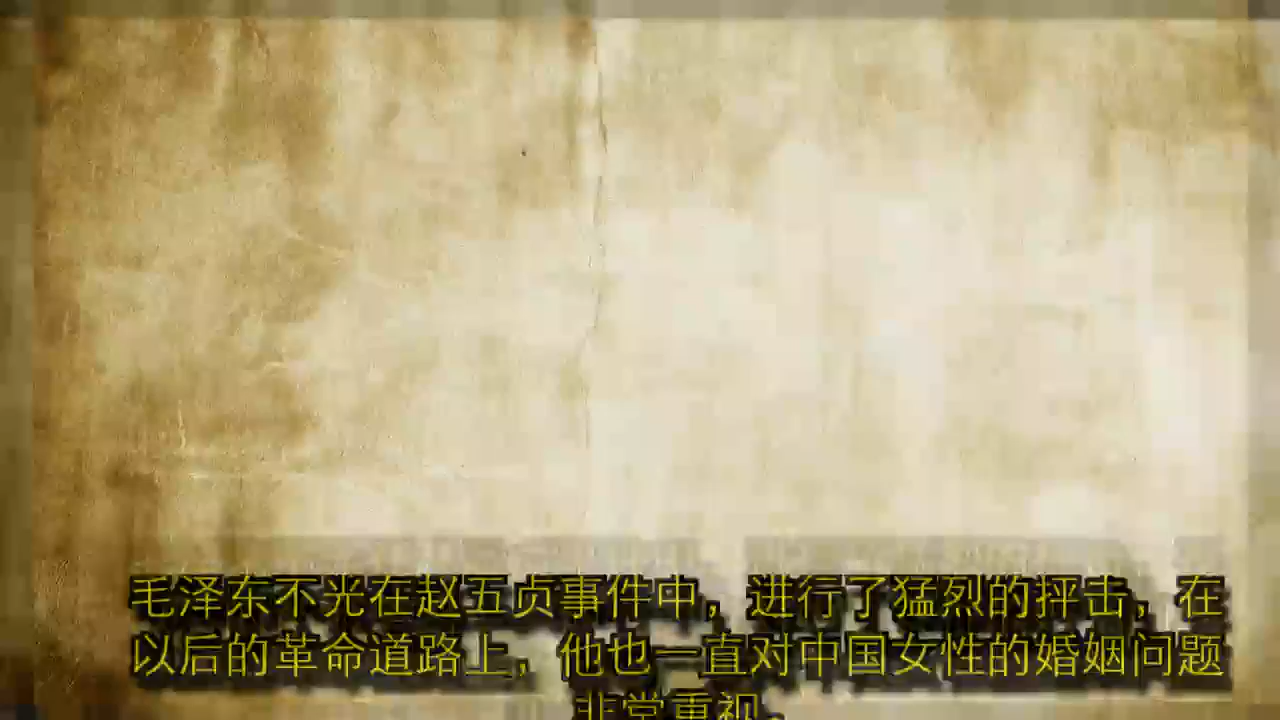 毛泽东不光在赵五贞事件中，进行了猛烈的抨击，在
以后的革命道路上，他也一直对中国女性的婚姻问题
非常重视。